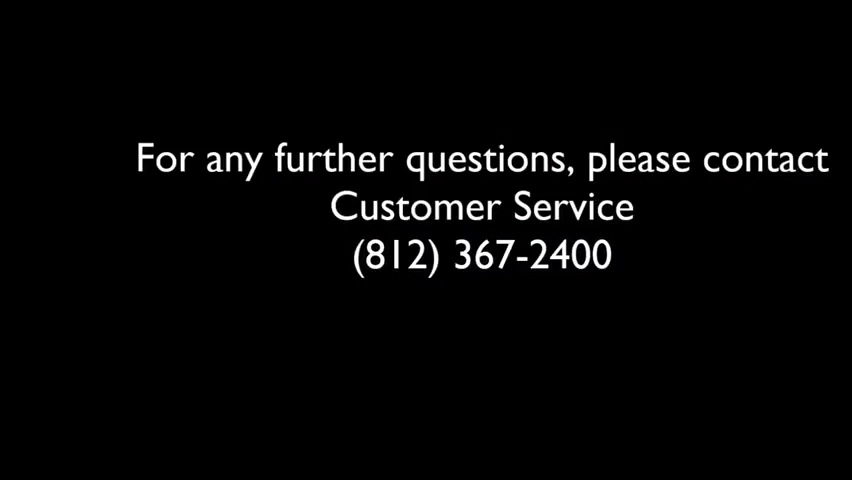 For any further questions, please contact
Customer Service
(812) 367-2400